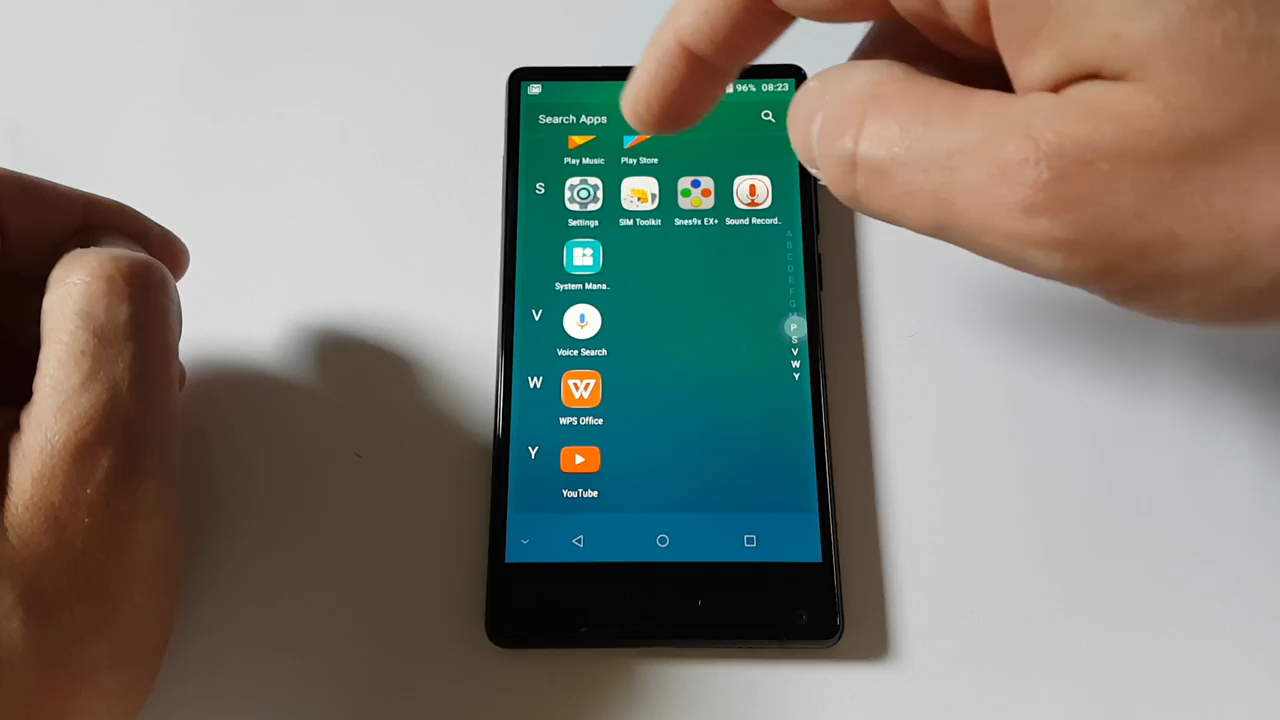 96% 08:23
Search Apps
Play Music Play Store
S
Settings SIM Toolkit Snes9x EX+ Sound Record..
System Mana..
V
Voice Search
W
WPS Office
Y
YouTube
A
B
C
D
E
F
G
P
S
V
W
Y